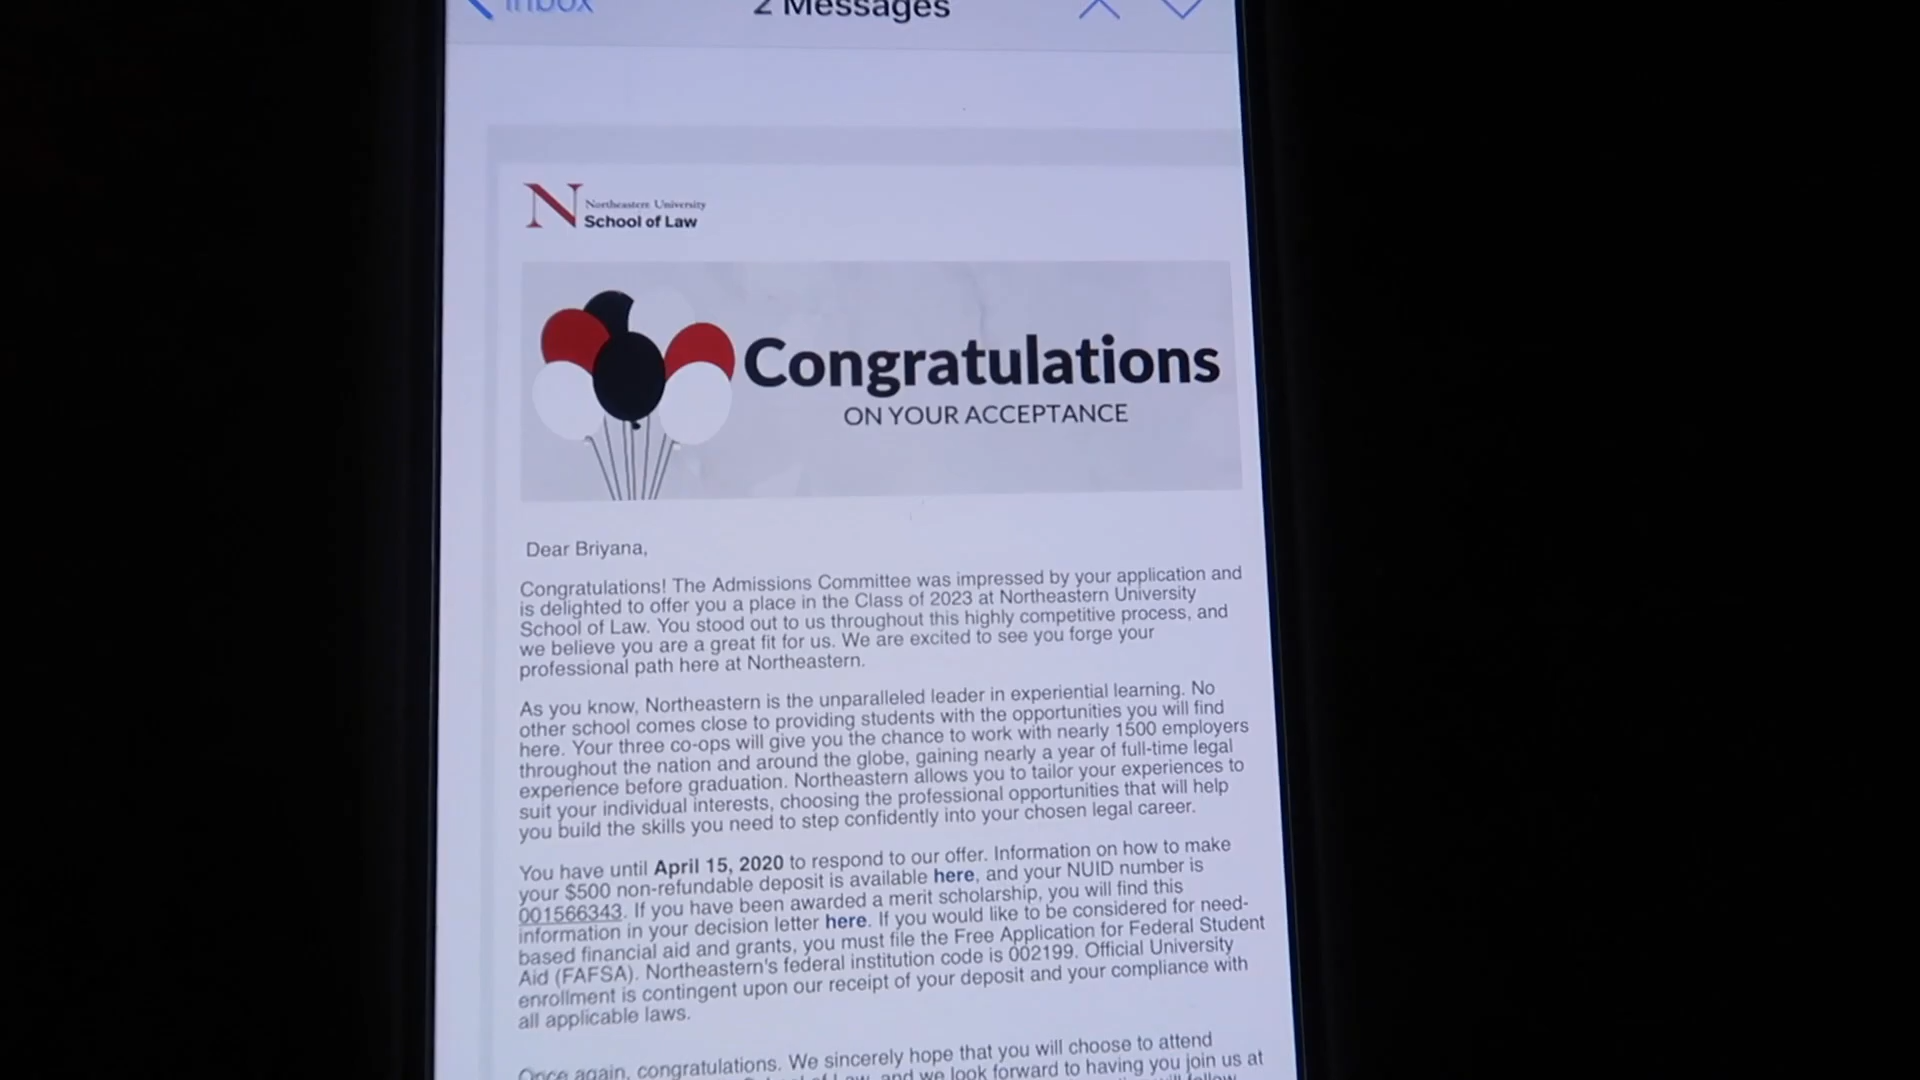 Inbox
2 Messages
Northeastern University
School of Law
Congratulations
ON YOUR ACCEPTANCE
Dear Briyana,
Congratulations! The Admissions Committee was impressed by your application and
is delighted to offer you a place in the Class of 2023 at Northeastern University
School of Law. You stood out to us throughout this highly competitive process, and
we believe you are a great fit for us. We are excited to see you forge your
professional path here at Northeastern.
As you know, Northeastern is the unparalleled leader in experiential learning. No
other school comes close to providing students with the opportunities you will find
here. Your three co-ops will give you the chance to work with nearly 1500 employers
throughout the nation and around the globe, gaining nearly a year of full-time legal
experience before graduation. Northeastern allows you to tailor your experiences to
suit your individual interests, choosing the professional opportunities that will help
you build the skills you need to step confidently into your chosen legal career.
You have until April 15, 2020 to respond to our offer. Information on how to make
your $500 non-refundable deposit is available here, and your NUID number is
001566343. If you have been awarded a merit scholarship, you will find this
information in your decision letter here. If you would like to be considered for need-
based financial aid and grants, you must file the Free Application for Federal Student
Aid (FAFSA). Northeastern's federal institution code is 002199. Official University
enrollment is contingent upon our receipt of your deposit and your compliance with
all applicable laws.
Once again, congratulations. We sincerely hope that you will choose to attend
and we look forward to having you join us at